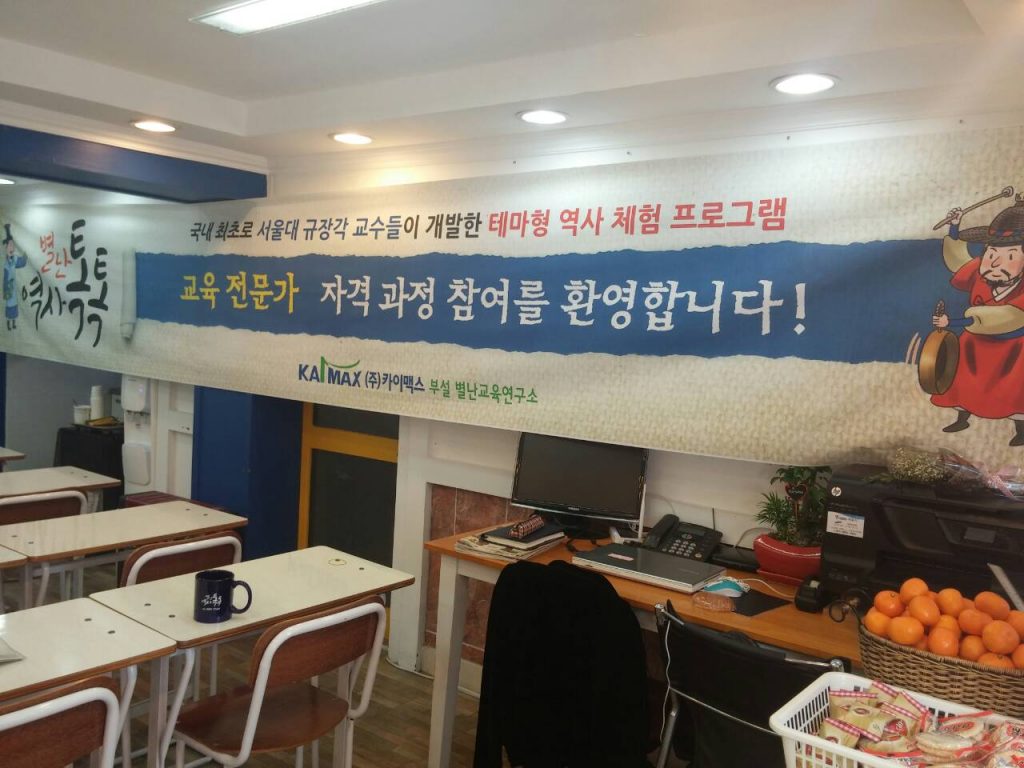 별난
역사
톡톡
국내 최초로 서울대 규장각 교수들이 개발한 테마형 역사 체험 프로그램
교육 전문가 자격 과정 참여를 환영합니다!
KAIMAX (주)카이맥스 부설 별난교육연구소
hp